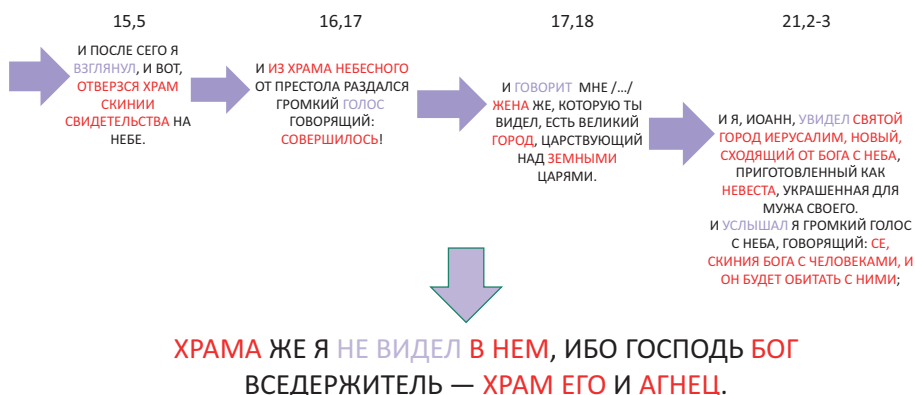 15,5
И ПОСЛЕ СЕГО Я
ВЗГЛЯНУЛ, И ВОТ,
ОТВЕРЗСЯ ХРАМ
СКИНИИ
СВИДЕТЕЛЬСТВА НА
НЕБЕ.
16,17
И ИЗ ХРАМА НЕБЕСНОГО
ОТ ПРЕСТОЛА РАЗДАЛСЯ
ГРОМКИЙ ГОЛОС
ГОВОРЯЩИЙ:
СОВЕРШИЛОСЬ!
17,18
И ГОВОРИТ МНЕ /.../
ЖЕНА ЖЕ, КОТОРУЮ ТЫ
ВИДЕЛ, ЕСТЬ ВЕЛИКИЙ
ГОРОД, ЦАРСТВУЮЩИЙ
НАД ЗЕМНЫМИ
ЦАРЯМИ.
21,2-3
И Я, ИОАНН, УВИДЕЛ СВЯТОЙ
ГОРОД ИЕРУСАЛИМ, НОВЫЙ,
СХОДЯЩИЙ ОТ БОГА С НЕБА,
ПРИГОТОВЛЕННЫЙ КАК
НЕВЕСТА, УКРАШЕННАЯ ДЛЯ
МУЖА СВОЕГО.
И УСЛЫШАЛ Я ГРОМКИЙ ГОЛОС
С НЕБА, ГОВОРЯЩИЙ: СЕ,
СКИНИЯ БОГА С ЧЕЛОВЕКАМИ, И
ОН БУДЕТ ОБИТАТЬ С НИМИ;
ХРАМА ЖЕ Я НЕ ВИДЕЛ В НЕМ, ИБО ГОСПОДЬ БОГ
ВСЕДЕРЖИТЕЛЬ — ХРАМ ЕГО И АГНЕЦ.